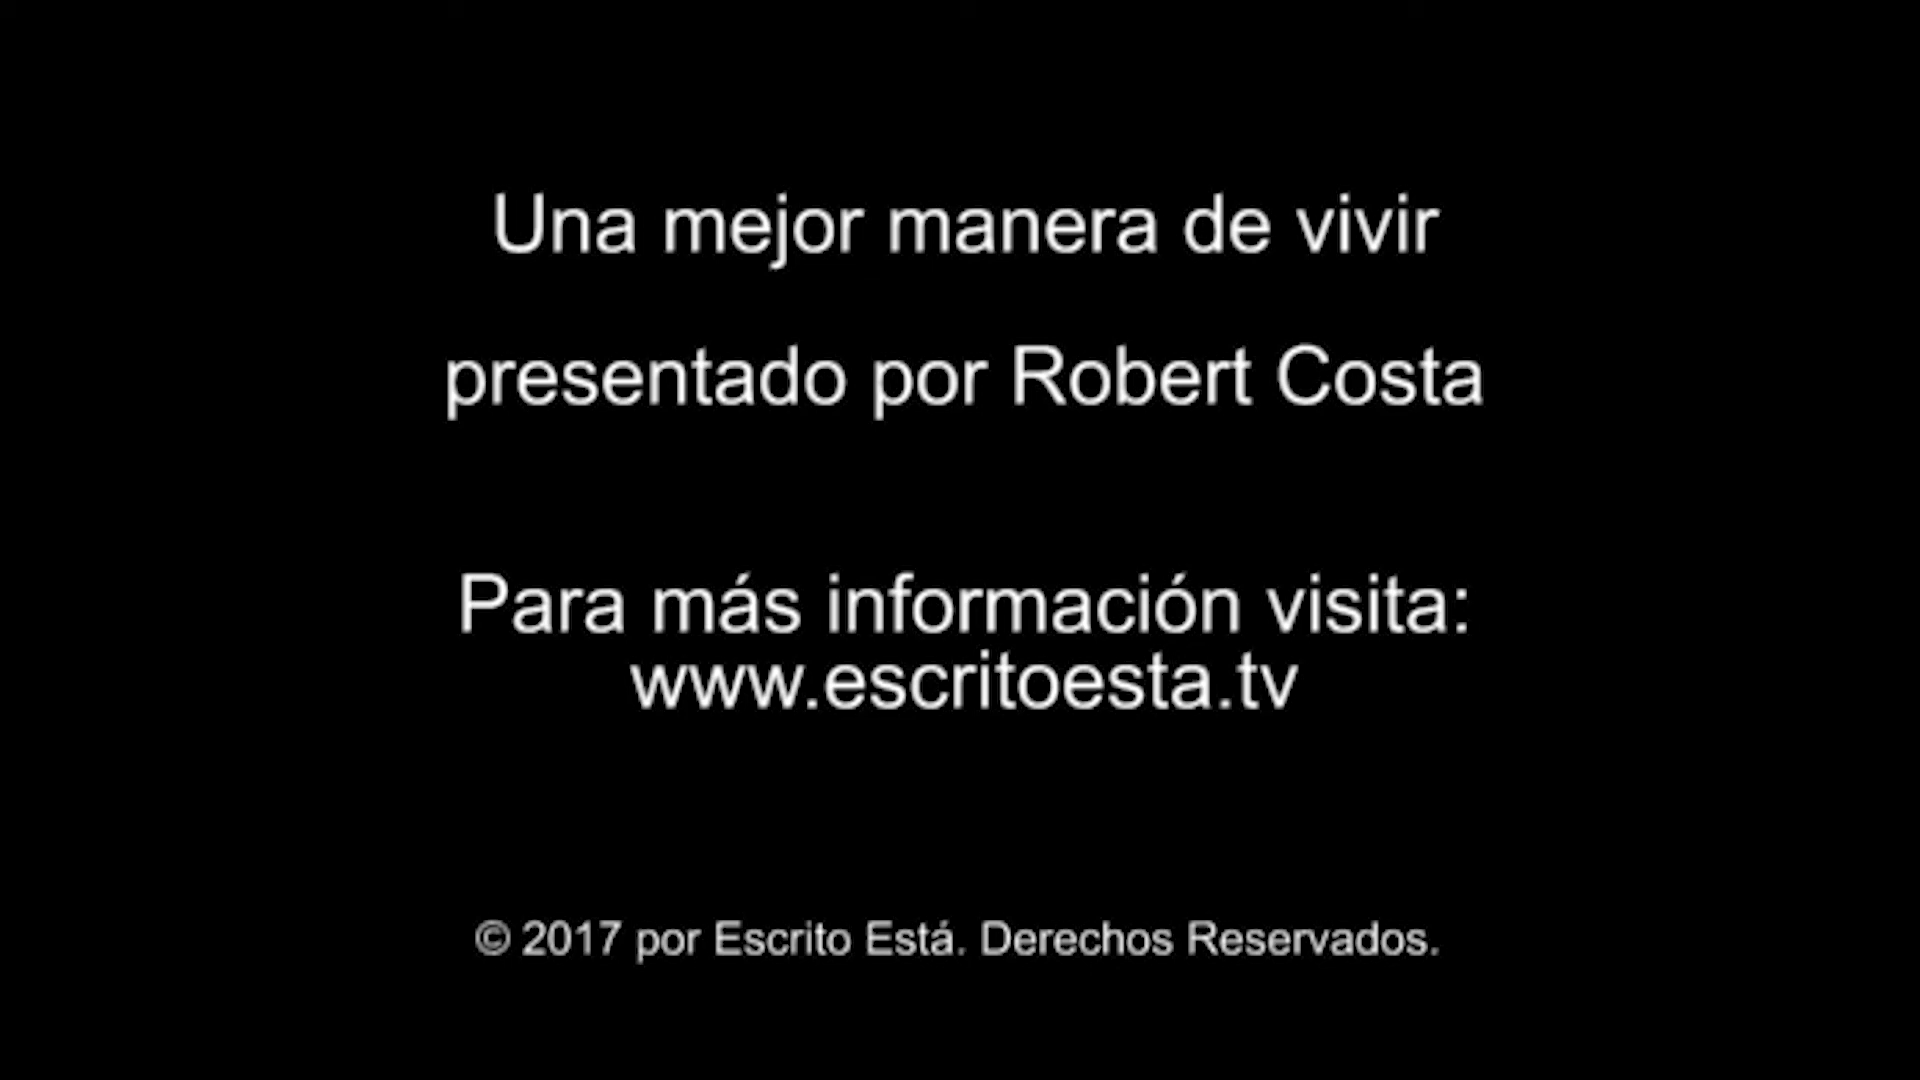 Una mejor manera de vivir
presentado por Robert Costa
Para más información visita:
www.escritoesta.tv
© 2017 por Escrito Está. Derechos Reservados.